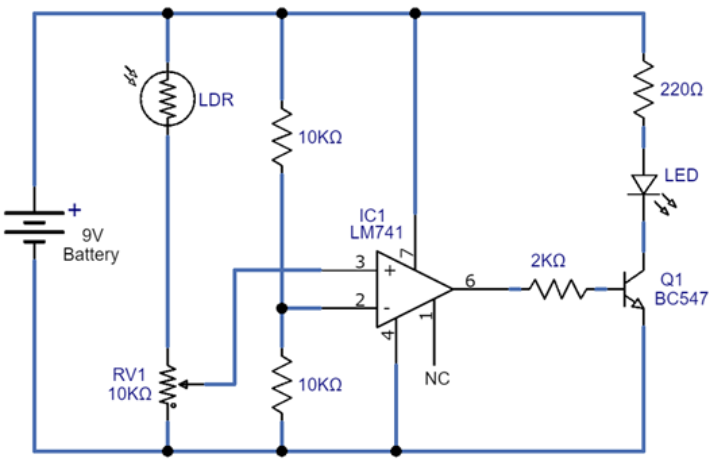 LDR
10KΩ
220Ω
LED
+
9V
Battery
IC1
LM741
7
3
+
2
-
6
4
1
NC
2KΩ
Q1
BC547
RV1
10KΩ
10KΩ